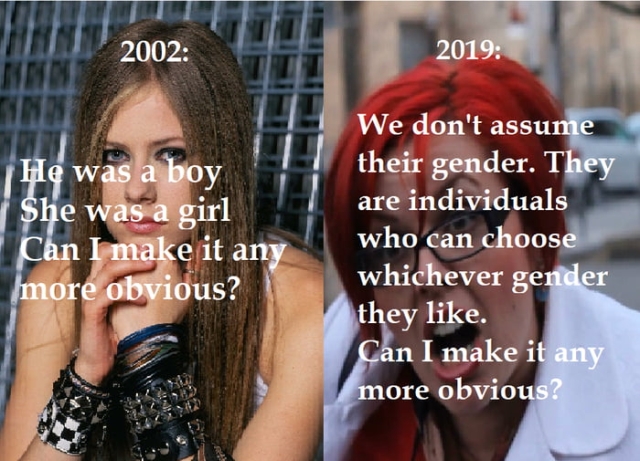 2002:
He was a boy
She was a girl
Can I make it any
more obvious?
2019:
We don't assume
their gender. They
are individuals
who can choose
whichever gender
they like.
Can I make it any
more obvious?